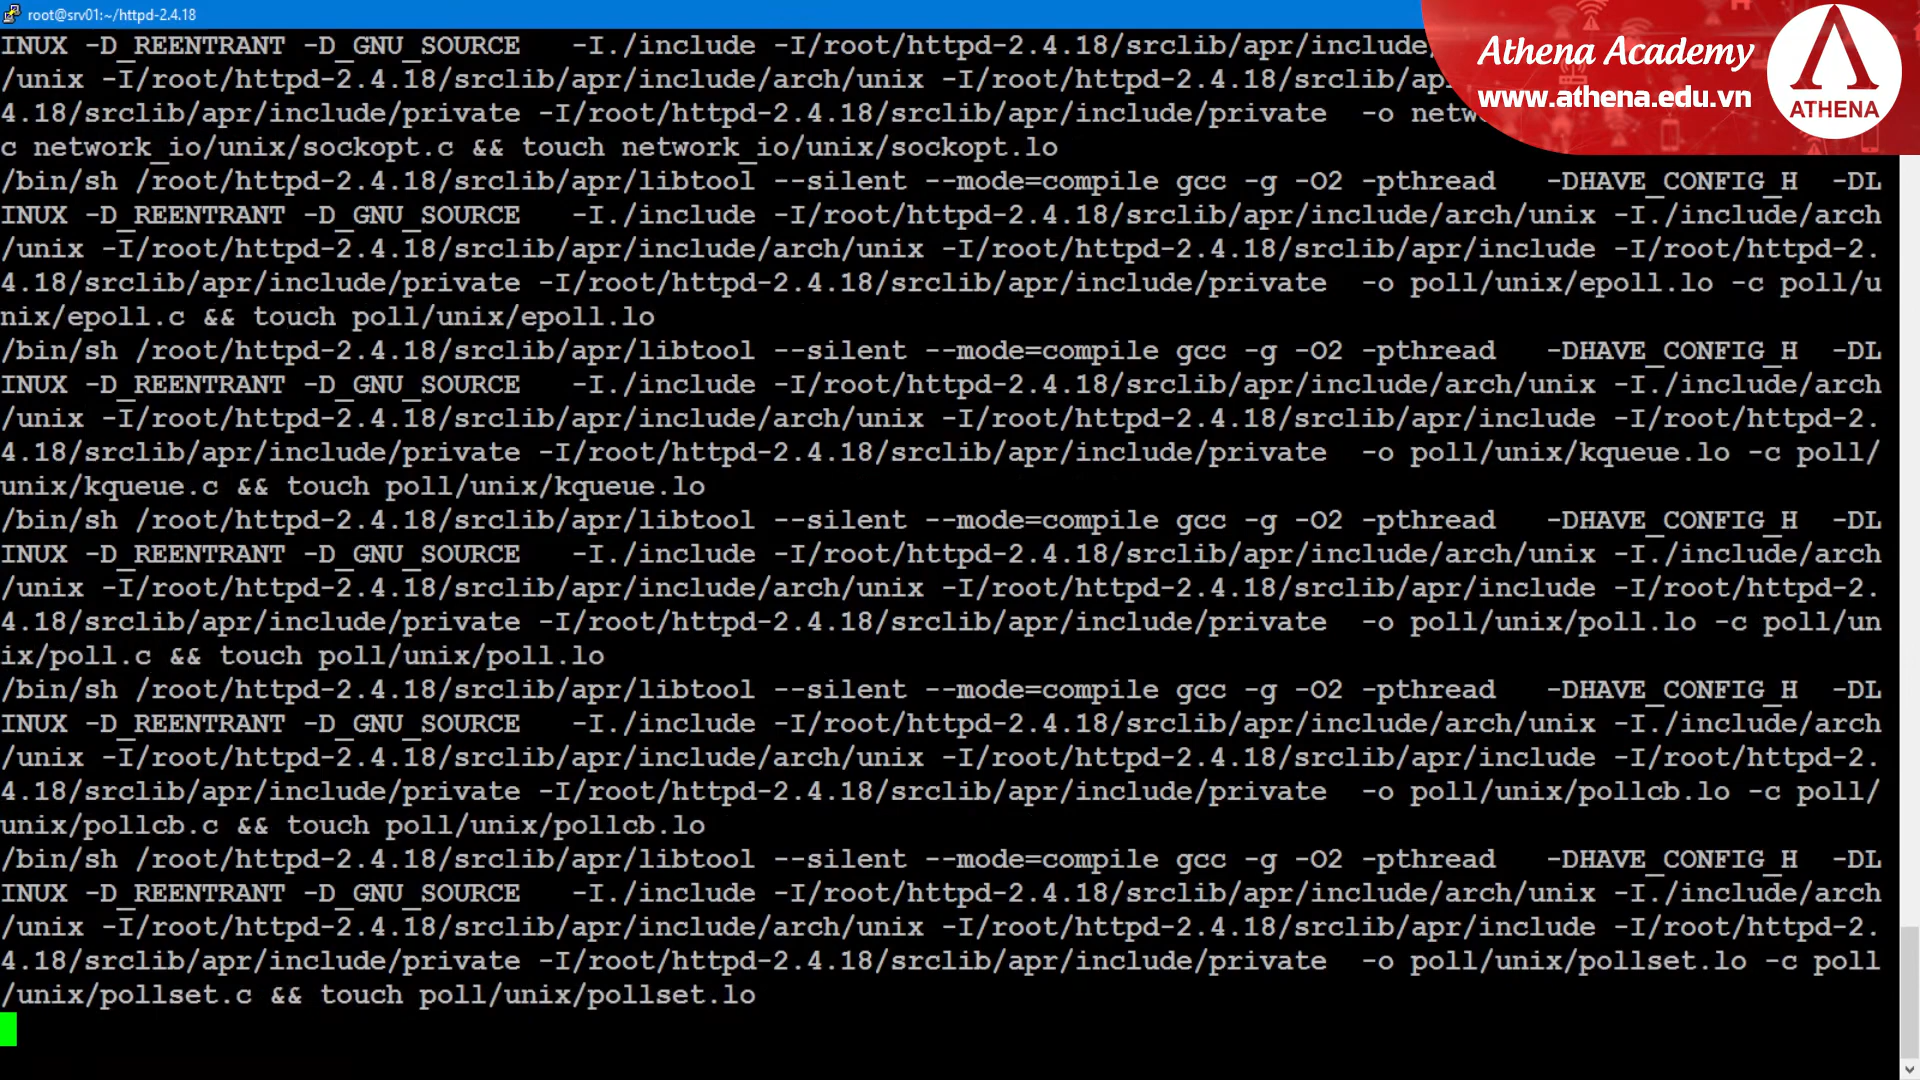 root@srv01:~/httpd-2.4.18
INUX -D_REENTRANT -D_GNU_SOURCE   -I./include -I/root/httpd-2.4.18/srclib/apr/include/
/unix -I/root/httpd-2.4.18/srclib/apr/include/arch/unix -I/root/httpd-2.4.18/srclib/ap
4.18/srclib/apr/include/private -I/root/httpd-2.4.18/srclib/apr/include/private  -o netw
c network_io/unix/sockopt.c && touch network_io/unix/sockopt.lo
/bin/sh /root/httpd-2.4.18/srclib/apr/libtool --silent --mode=compile gcc -g -O2 -pthread   -DHAVE_CONFIG_H  -DL
INUX -D_REENTRANT -D_GNU_SOURCE   -I./include -I/root/httpd-2.4.18/srclib/apr/include/arch/unix -I./include/arch
/unix -I/root/httpd-2.4.18/srclib/apr/include/arch/unix -I/root/httpd-2.4.18/srclib/apr/include -I/root/httpd-2.
4.18/srclib/apr/include/private -I/root/httpd-2.4.18/srclib/apr/include/private  -o poll/unix/epoll.lo -c poll/u
nix/epoll.c && touch poll/unix/epoll.lo
/bin/sh /root/httpd-2.4.18/srclib/apr/libtool --silent --mode=compile gcc -g -O2 -pthread   -DHAVE_CONFIG_H  -DL
INUX -D_REENTRANT -D_GNU_SOURCE   -I./include -I/root/httpd-2.4.18/srclib/apr/include/arch/unix -I./include/arch
/unix -I/root/httpd-2.4.18/srclib/apr/include/arch/unix -I/root/httpd-2.4.18/srclib/apr/include -I/root/httpd-2.
4.18/srclib/apr/include/private -I/root/httpd-2.4.18/srclib/apr/include/private  -o poll/unix/kqueue.lo -c poll/
unix/kqueue.c && touch poll/unix/kqueue.lo
/bin/sh /root/httpd-2.4.18/srclib/apr/libtool --silent --mode=compile gcc -g -O2 -pthread   -DHAVE_CONFIG_H  -DL
INUX -D_REENTRANT -D_GNU_SOURCE   -I./include -I/root/httpd-2.4.18/srclib/apr/include/arch/unix -I./include/arch
/unix -I/root/httpd-2.4.18/srclib/apr/include/arch/unix -I/root/httpd-2.4.18/srclib/apr/include -I/root/httpd-2.
4.18/srclib/apr/include/private -I/root/httpd-2.4.18/srclib/apr/include/private  -o poll/unix/poll.lo -c poll/un
ix/poll.c && touch poll/unix/poll.lo
/bin/sh /root/httpd-2.4.18/srclib/apr/libtool --silent --mode=compile gcc -g -O2 -pthread   -DHAVE_CONFIG_H  -DL
INUX -D_REENTRANT -D_GNU_SOURCE   -I./include -I/root/httpd-2.4.18/srclib/apr/include/arch/unix -I./include/arch
/unix -I/root/httpd-2.4.18/srclib/apr/include/arch/unix -I/root/httpd-2.4.18/srclib/apr/include -I/root/httpd-2.
4.18/srclib/apr/include/private -I/root/httpd-2.4.18/srclib/apr/include/private  -o poll/unix/pollcb.lo -c poll/
unix/pollcb.c && touch poll/unix/pollcb.lo
/bin/sh /root/httpd-2.4.18/srclib/apr/libtool --silent --mode=compile gcc -g -O2 -pthread   -DHAVE_CONFIG_H  -DL
INUX -D_REENTRANT -D_GNU_SOURCE   -I./include -I/root/httpd-2.4.18/srclib/apr/include/arch/unix -I./include/arch
/unix -I/root/httpd-2.4.18/srclib/apr/include/arch/unix -I/root/httpd-2.4.18/srclib/apr/include -I/root/httpd-2.
4.18/srclib/apr/include/private -I/root/httpd-2.4.18/srclib/apr/include/private  -o poll/unix/pollset.lo -c poll
/unix/pollset.c && touch poll/unix/pollset.lo
Athena Academy
www.athena.edu.vn
ATHENA